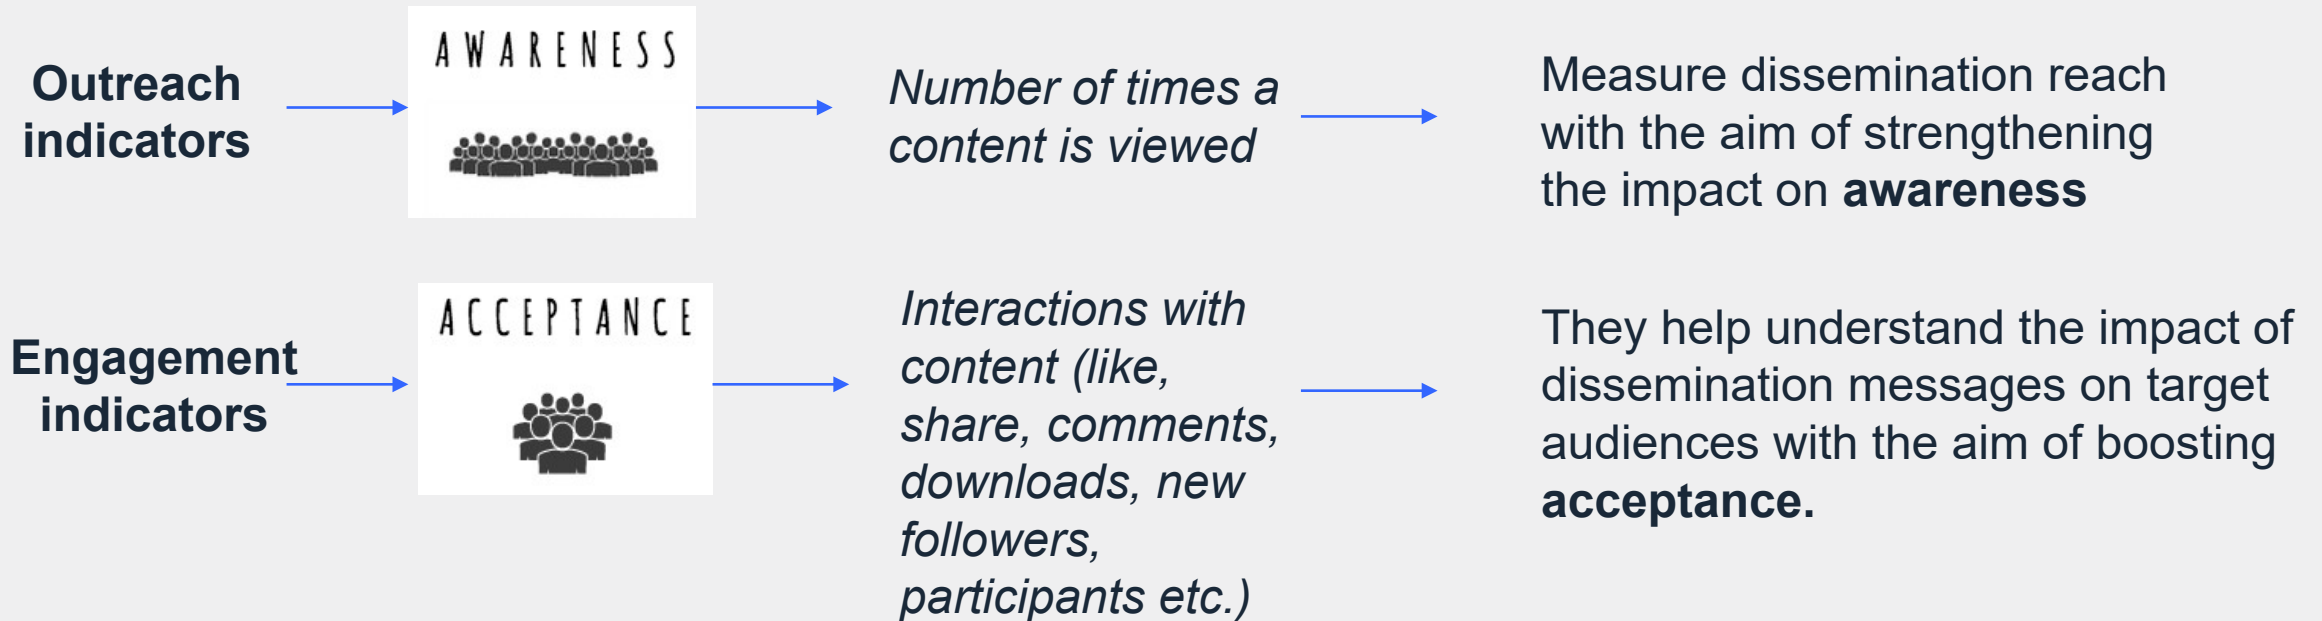 Outreach
indicators
AWARENESS
Number of times a
content is viewed
Measure dissemination reach
with the aim of strengthening
the impact on awareness
Engagement
indicators
ACCEPTANCE
Interactions with
content (like,
share, comments,
downloads, new
followers,
participants etc.)
They help understand the impact of
dissemination messages on target
audiences with the aim of boosting
acceptance.